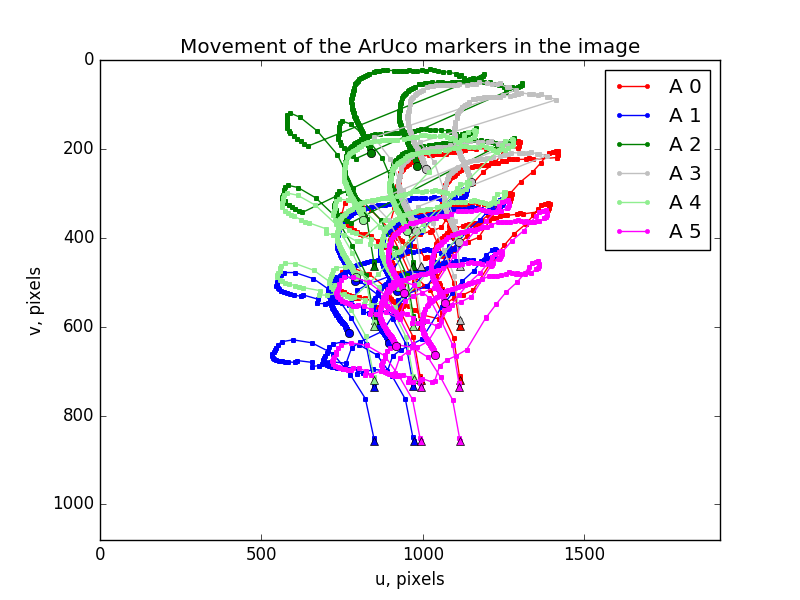 Movement of the ArUco markers in the image
0
200
400
600
800
1000
v, pixels
0 500 1000 1500
u, pixels
A 0
A 1
A 2
A 3
A 4
A 5